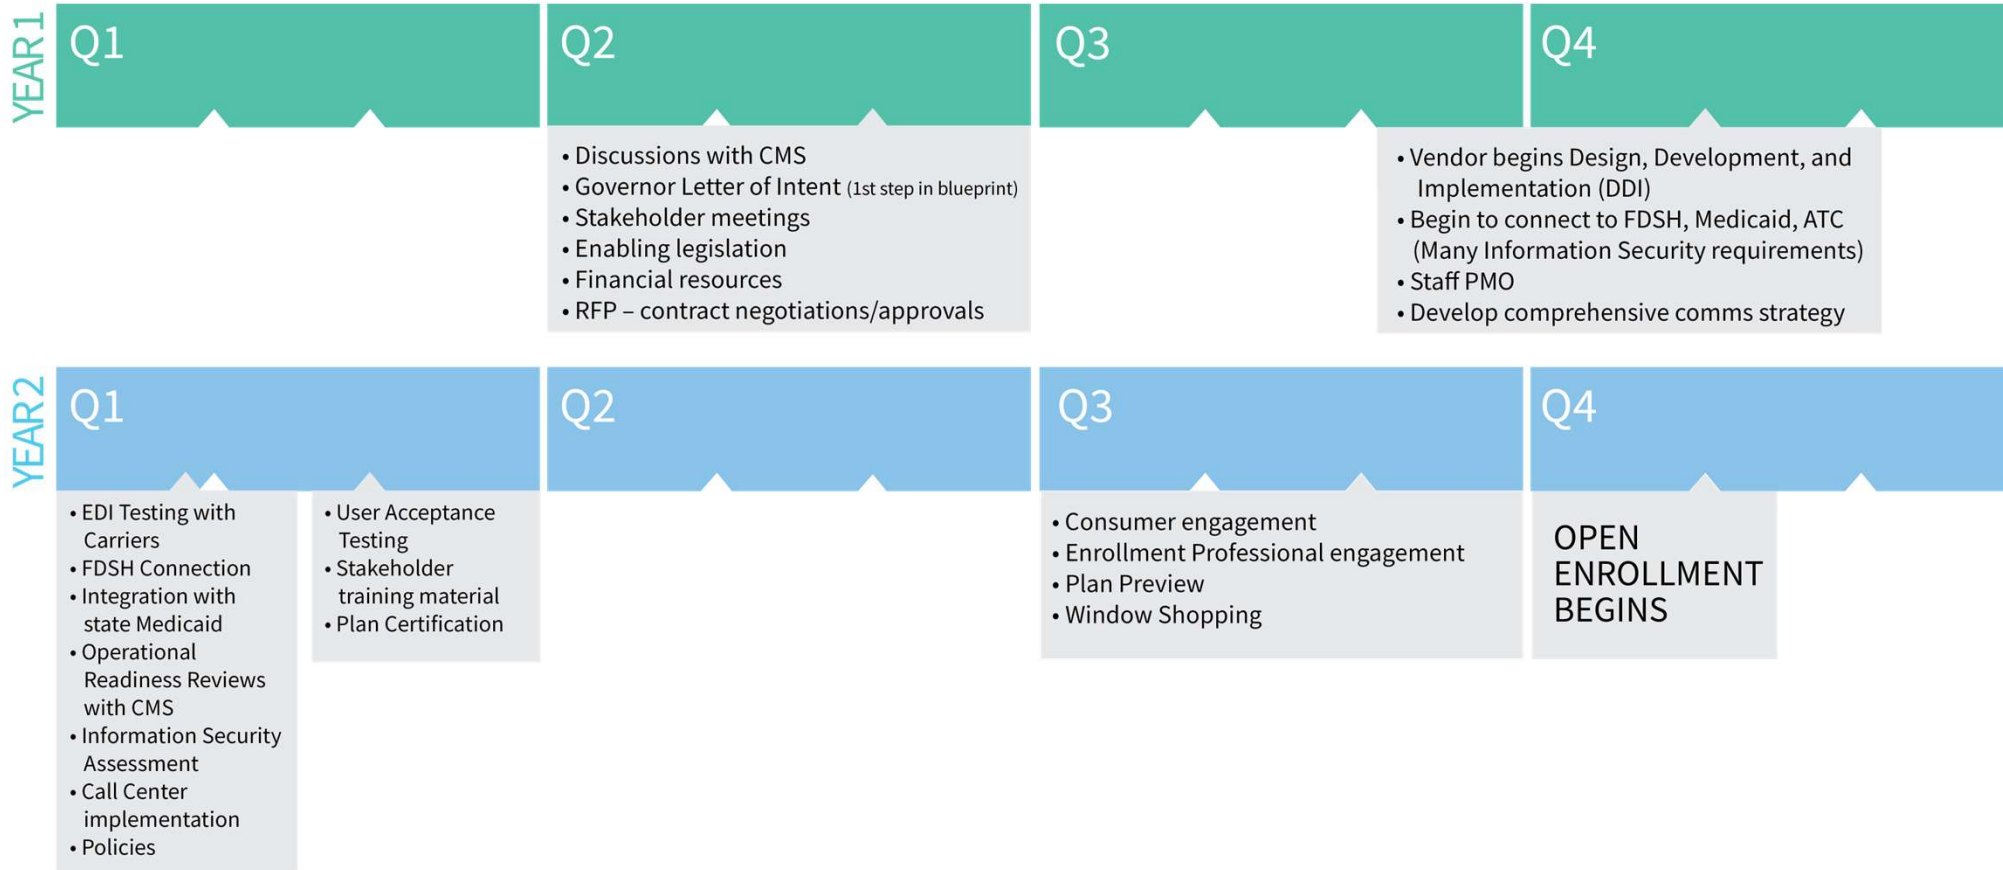 YEAR1
Q1
Q2
Q3
Q4
• Discussions with CMS
• Governor Letter of Intent (1st step in blueprint)
• Stakeholder meetings
• Enabling legislation
• Financial resources
• RFP – contract negotiations/approvals
• Vendor begins Design, Development, and
Implementation (DDI)
• Begin to connect to FDSH, Medicaid, ATC
(Many Information Security requirements)
• Staff PMO
• Develop comprehensive comms strategy
YEAR2
Q1
Q2
Q3
Q4
• EDI Testing with
Carriers
• FDSH Connection
• Integration with
state Medicaid
• Operational
Readiness Reviews
with CMS
• Information Security
Assessment
• Call Center
implementation
• Policies
• User Acceptance
Testing
• Stakeholder
training material
• Plan Certification
• Consumer engagement
• Enrollment Professional engagement
• Plan Preview
• Window Shopping
OPEN
ENROLLMENT
BEGINS